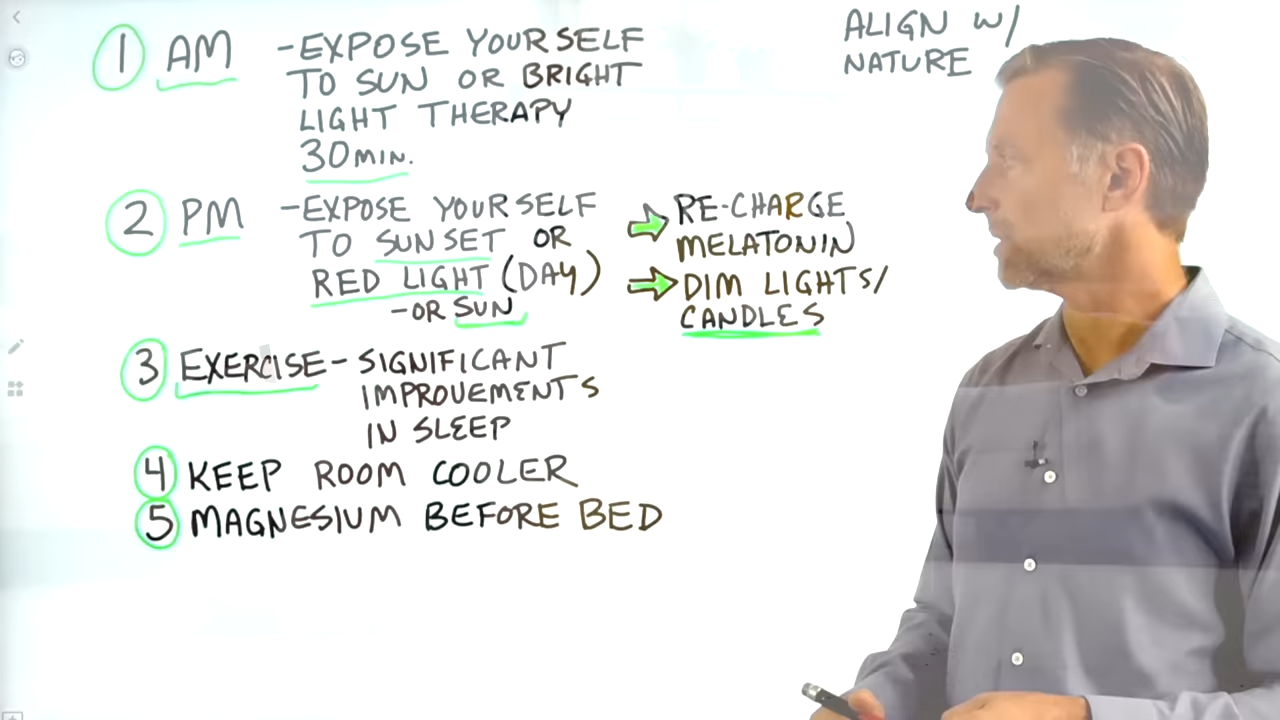 1 AM - EXPOSE YOURSELF
TO SUN OR BRIGHT
LIGHT THERAPY
30 MIN.
2 PM - EXPOSE YOURSELF
TO SUNSET OR
RED LIGHT (DAY)
- OR SUN
RE-CHARGE
MELATONIN
DIM LIGHTS/
CANDLES
3 EXERCISE - SIGNIFICANT
IMPROVEMENTS
IN SLEEP
4 KEEP ROOM COOLER
5 MAGNESIUM BEFORE BED
ALIGN W/
NATURE